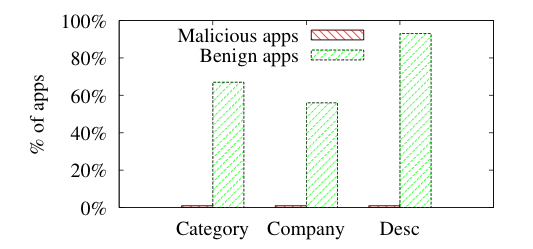 100%
80%
60%
40%
20%
0%
% of apps
Malicious apps
Benign apps
Category Company Desc